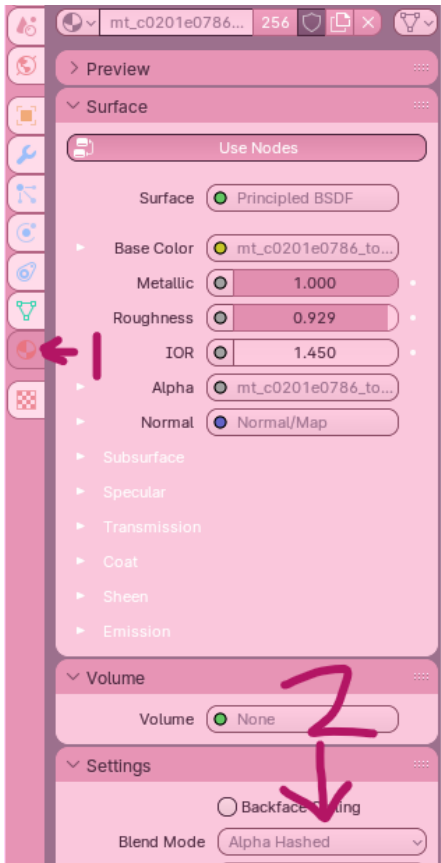 mt_c0201e0786... 256
Preview
Surface
Use Nodes
Surface Principled BSDF
Base Color mt_c0201e0786_to...
Metallic 1.000
Roughness 0.929
1
IOR 1.450
Alpha mt_c0201e0786_to...
Normal Normal/Map
Subsurface
Specular
Transmission
Coat
Sheen
Emission
Volume
2
Volume None
Settings
Backface
Blend Mode Alpha Hashed